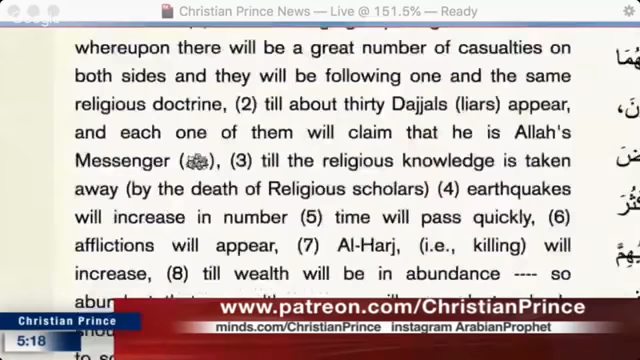 Christian Prince News — Live @ 151.5% — Ready
whereupon there will be a great number of casualties on
both sides and they will be following one and the same
religious doctrine, (2) till about thirty Dajjals (liars) appear,
and each one of them will claim that he is Allah's
Messenger (ﷺ), (3) till the religious knowledge is taken
away (by the death of Religious scholars) (4) earthquakes
will increase in number (5) time will pass quickly, (6)
afflictions will appear, (7) Al-Harj, (i.e., killing) will
increase, (8) till wealth will be in abundance ---- so
www.patreon.com/ChristianPrince
minds.com/ChristianPrince instagram ArabianProphet
Christian Prince
5:18